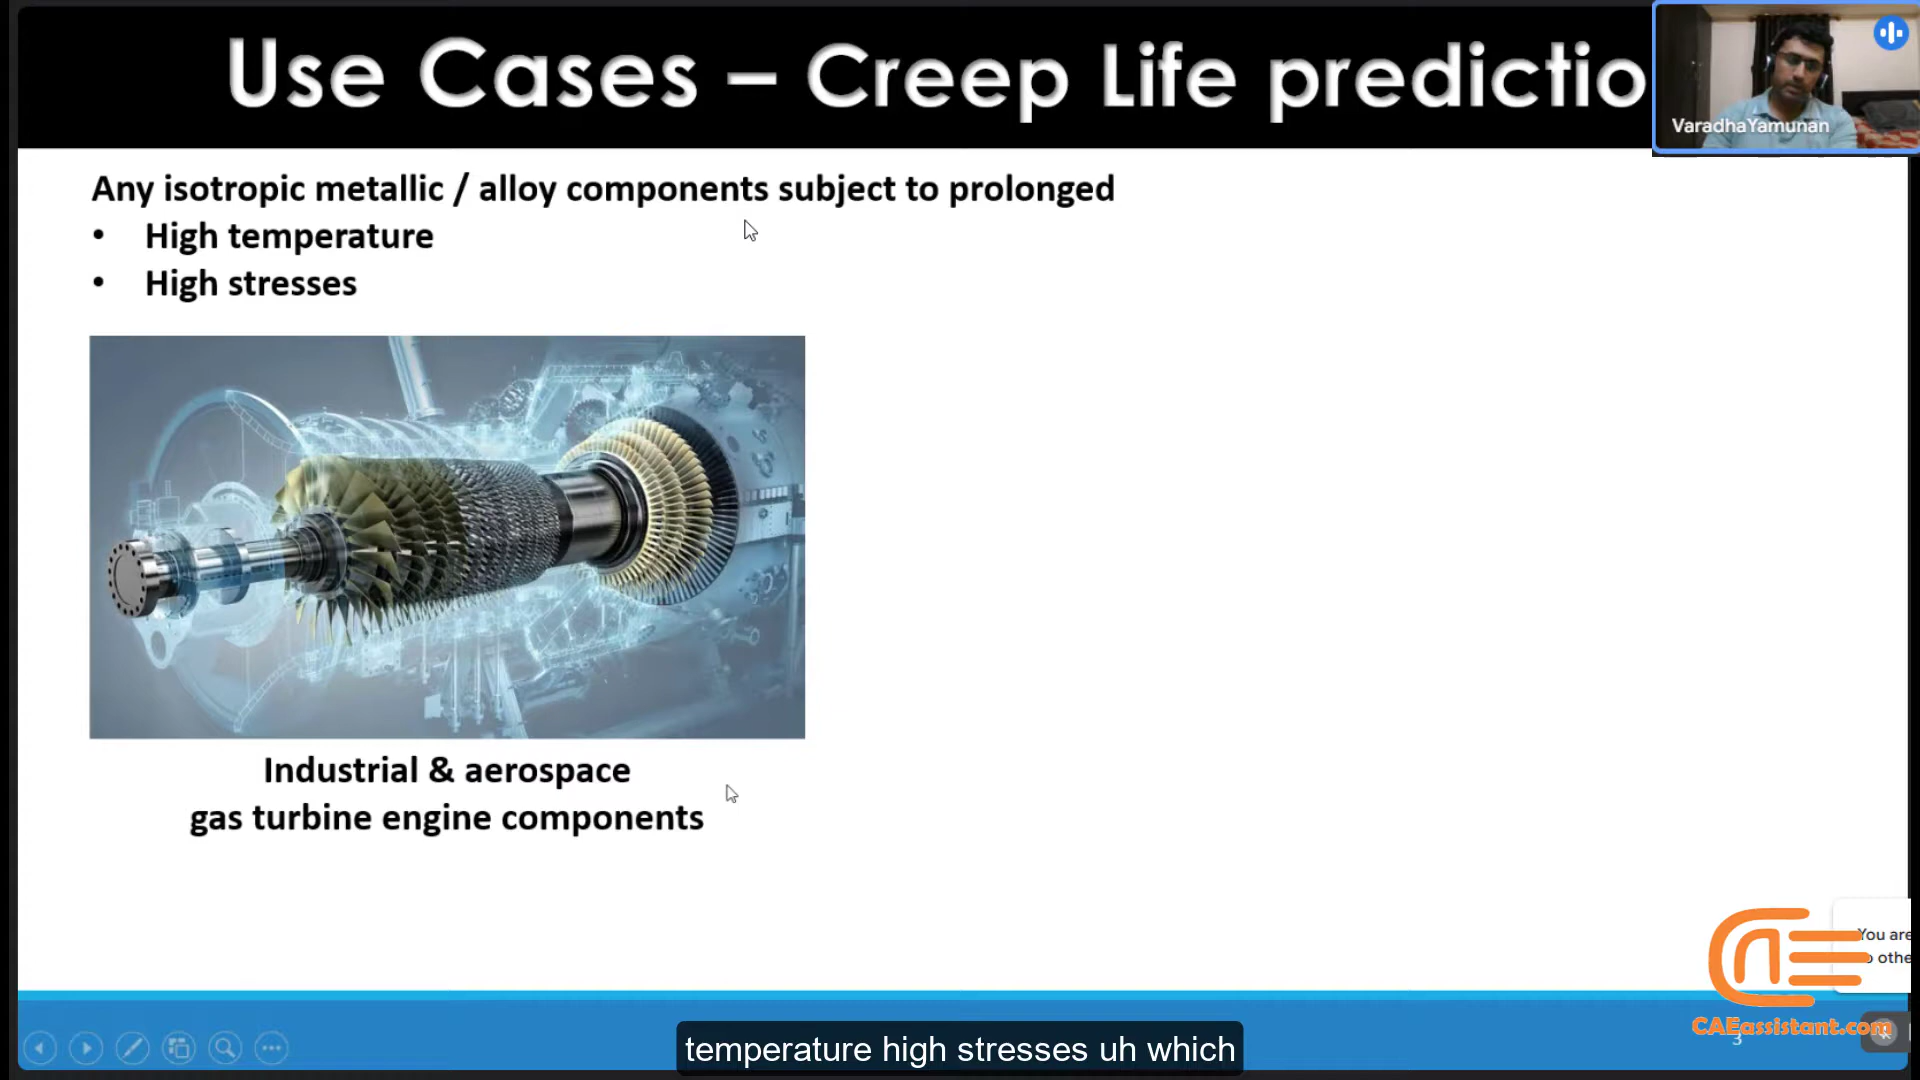 Use Cases – Creep Life predictio
VaradhaYamunan
Any isotropic metallic / alloy components subject to prolonged
• High temperature
• High stresses
Industrial & aerospace
gas turbine engine components
You are
o othe
CAEassistant.com
3
temperature high stresses uh which